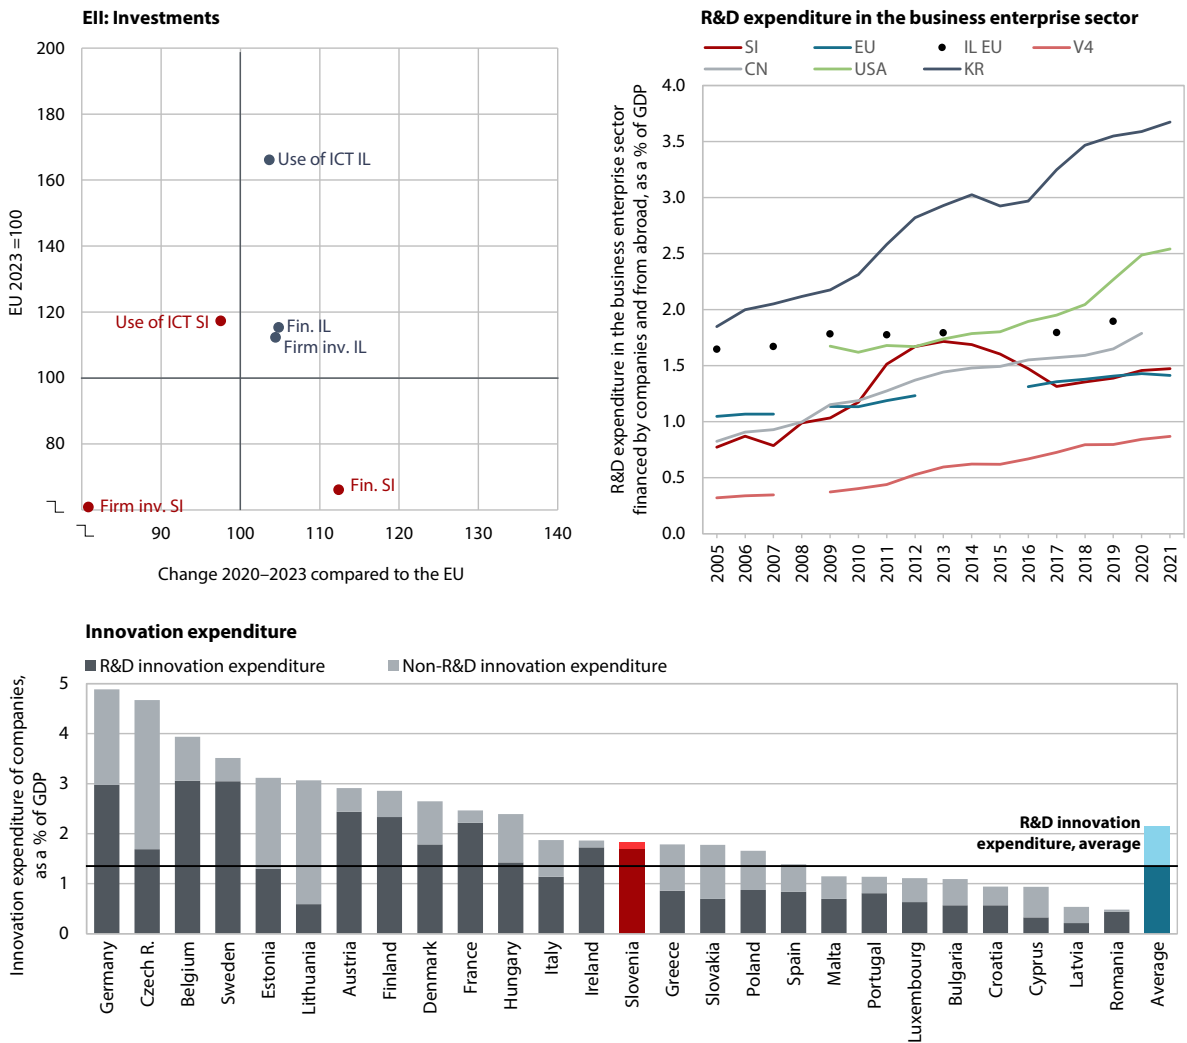 EII: Investments
EU 2023 =100
200
180
160
140
120
100
80
Use of ICT IL
Use of ICT SI
Fin. IL
Firm inv. IL
Fin. SI
Firm inv. SI
90 100 110 120 130 140
Change 2020–2023 compared to the EU
R&D expenditure in the business enterprise sector
SI EU IL EU V4
CN USA KR
R&D expenditure in the business enterprise sector
financed by companies and from abroad, as a % of GDP
4.0
3.5
3.0
2.5
2.0
1.5
1.0
0.5
0.0
2005 2006 2007 2008 2009 2010 2011 2012 2013 2014 2015 2016 2017 2018 2019 2020 2021
Innovation expenditure
R&D innovation expenditure Non-R&D innovation expenditure
Innovation expenditure of companies,
as a % of GDP
5
4
3
2
1
0
R&D innovation
expenditure, average
Germany Czech R. Belgium Sweden Estonia Lithuania Austria Finland Denmark France Hungary Italy Ireland Slovenia Greece Slovakia Poland Spain Malta Portugal Luxembourg Bulgaria Croatia Cyprus Latvia Romania Average